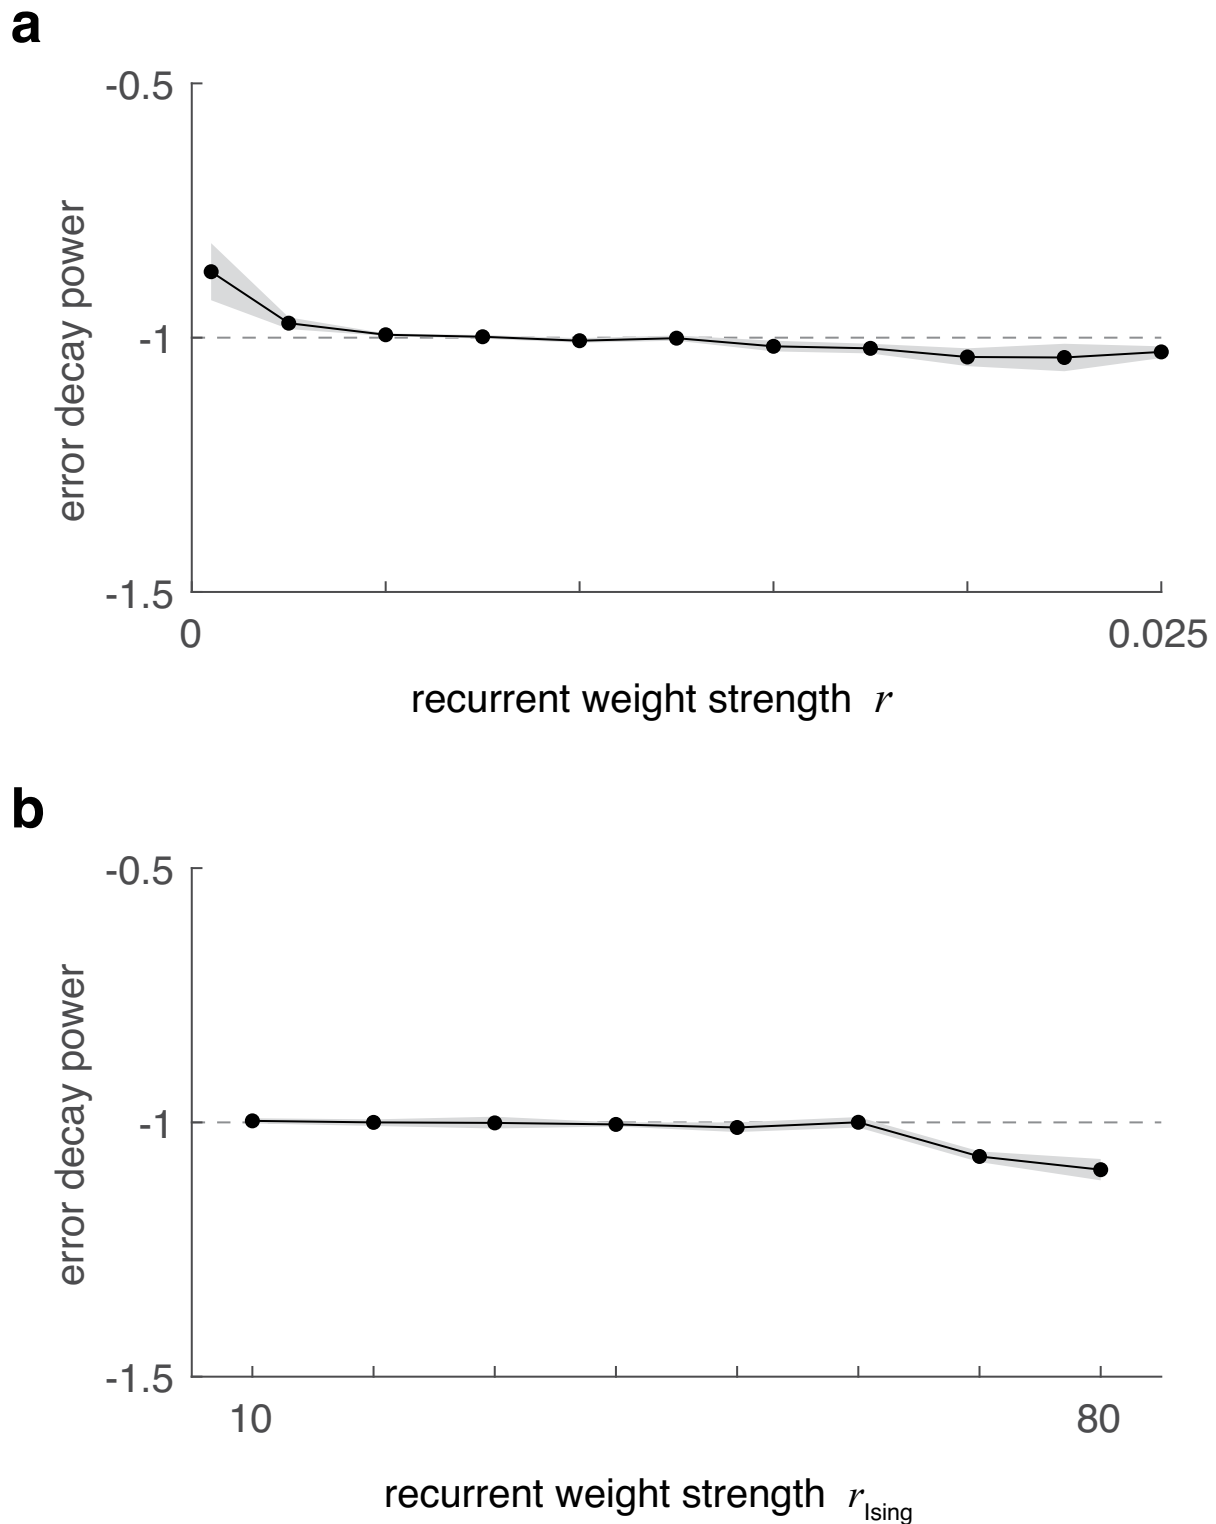 a
-0.5
-1
-1.5
error decay power
0
0.025
recurrent weight strength r
b
-0.5
-1
-1.5
error decay power
10
80
recurrent weight strength rIsing